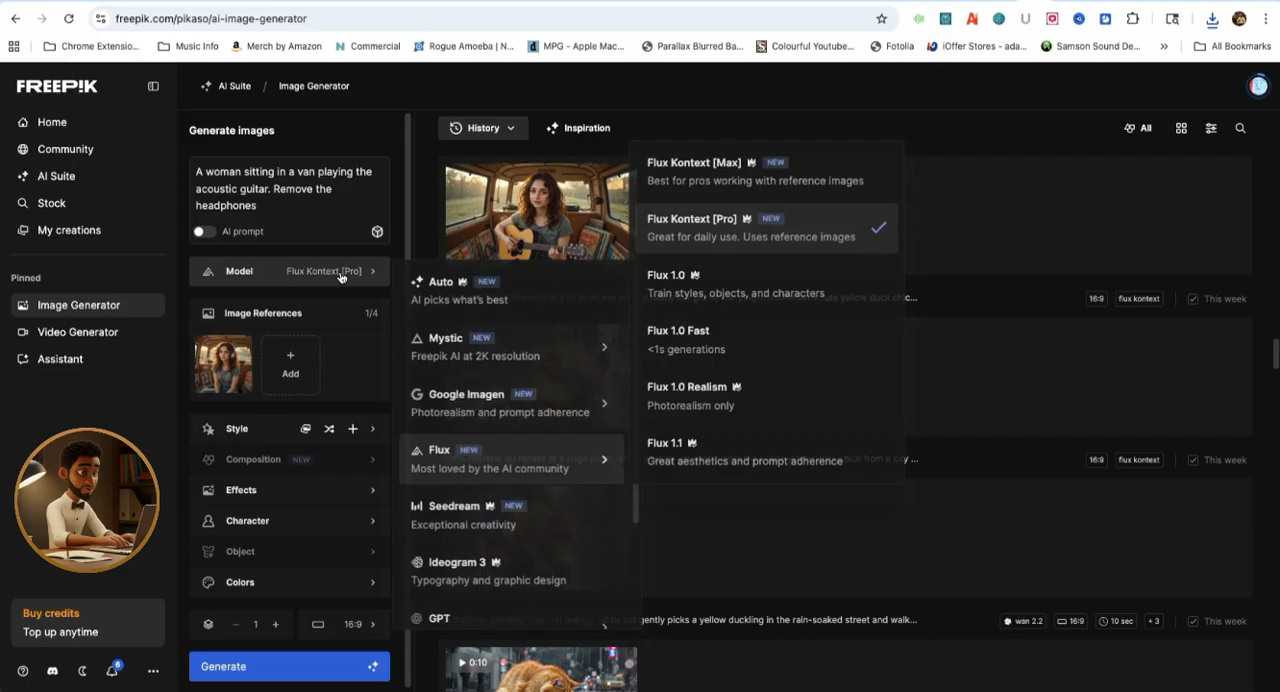 freepik.com/pikaso/ai-image-generator
Chrome Extensio...
Music Info
Merch by Amazon
Commercial
Rogue Amoeba | N...
MPG - Apple Mac...
Parallax Blurred Ba...
Colourful Youtube...
Fotolia
iOffer Stores - ada...
Samson Sound De...
All Bookmarks
FREEPIK
AI Suite / Image Generator
Home
Community
AI Suite
Stock
My creations
Pinned
Image Generator
Video Generator
Assistant
Buy credits
Top up anytime
6
Generate images
A woman sitting in a van playing the
acoustic guitar. Remove the
headphones
AI prompt
Model Flux Kontext [Pro]
Image References 1/4
+
Add
Style
Composition NEW
Effects
Character
Object
Colors
− 1 + 16:9
Generate
History
Inspiration
All
Auto NEW
AI picks what's best
Mystic NEW
Freepik AI at 2K resolution
Google Imagen NEW
Photorealism and prompt adherence
Flux NEW
Most loved by the AI community
Seedream NEW
Exceptional creativity
Ideogram 3
Typography and graphic design
GPT
Flux Kontext [Max] NEW
Best for pros working with reference images
Flux Kontext [Pro] NEW
Great for daily use. Uses reference images
Flux 1.0
Train styles, objects, and characters
Flux 1.0 Fast
<1s generations
Flux 1.0 Realism
Photorealism only
Flux 1.1
Great aesthetics and prompt adherence
16:9 flux kontext This week
16:9 flux kontext This week
gently picks a yellow duckling in the rain-soaked street and walk...
wan 2.2 16:9 10 sec + 3 This week
0:10